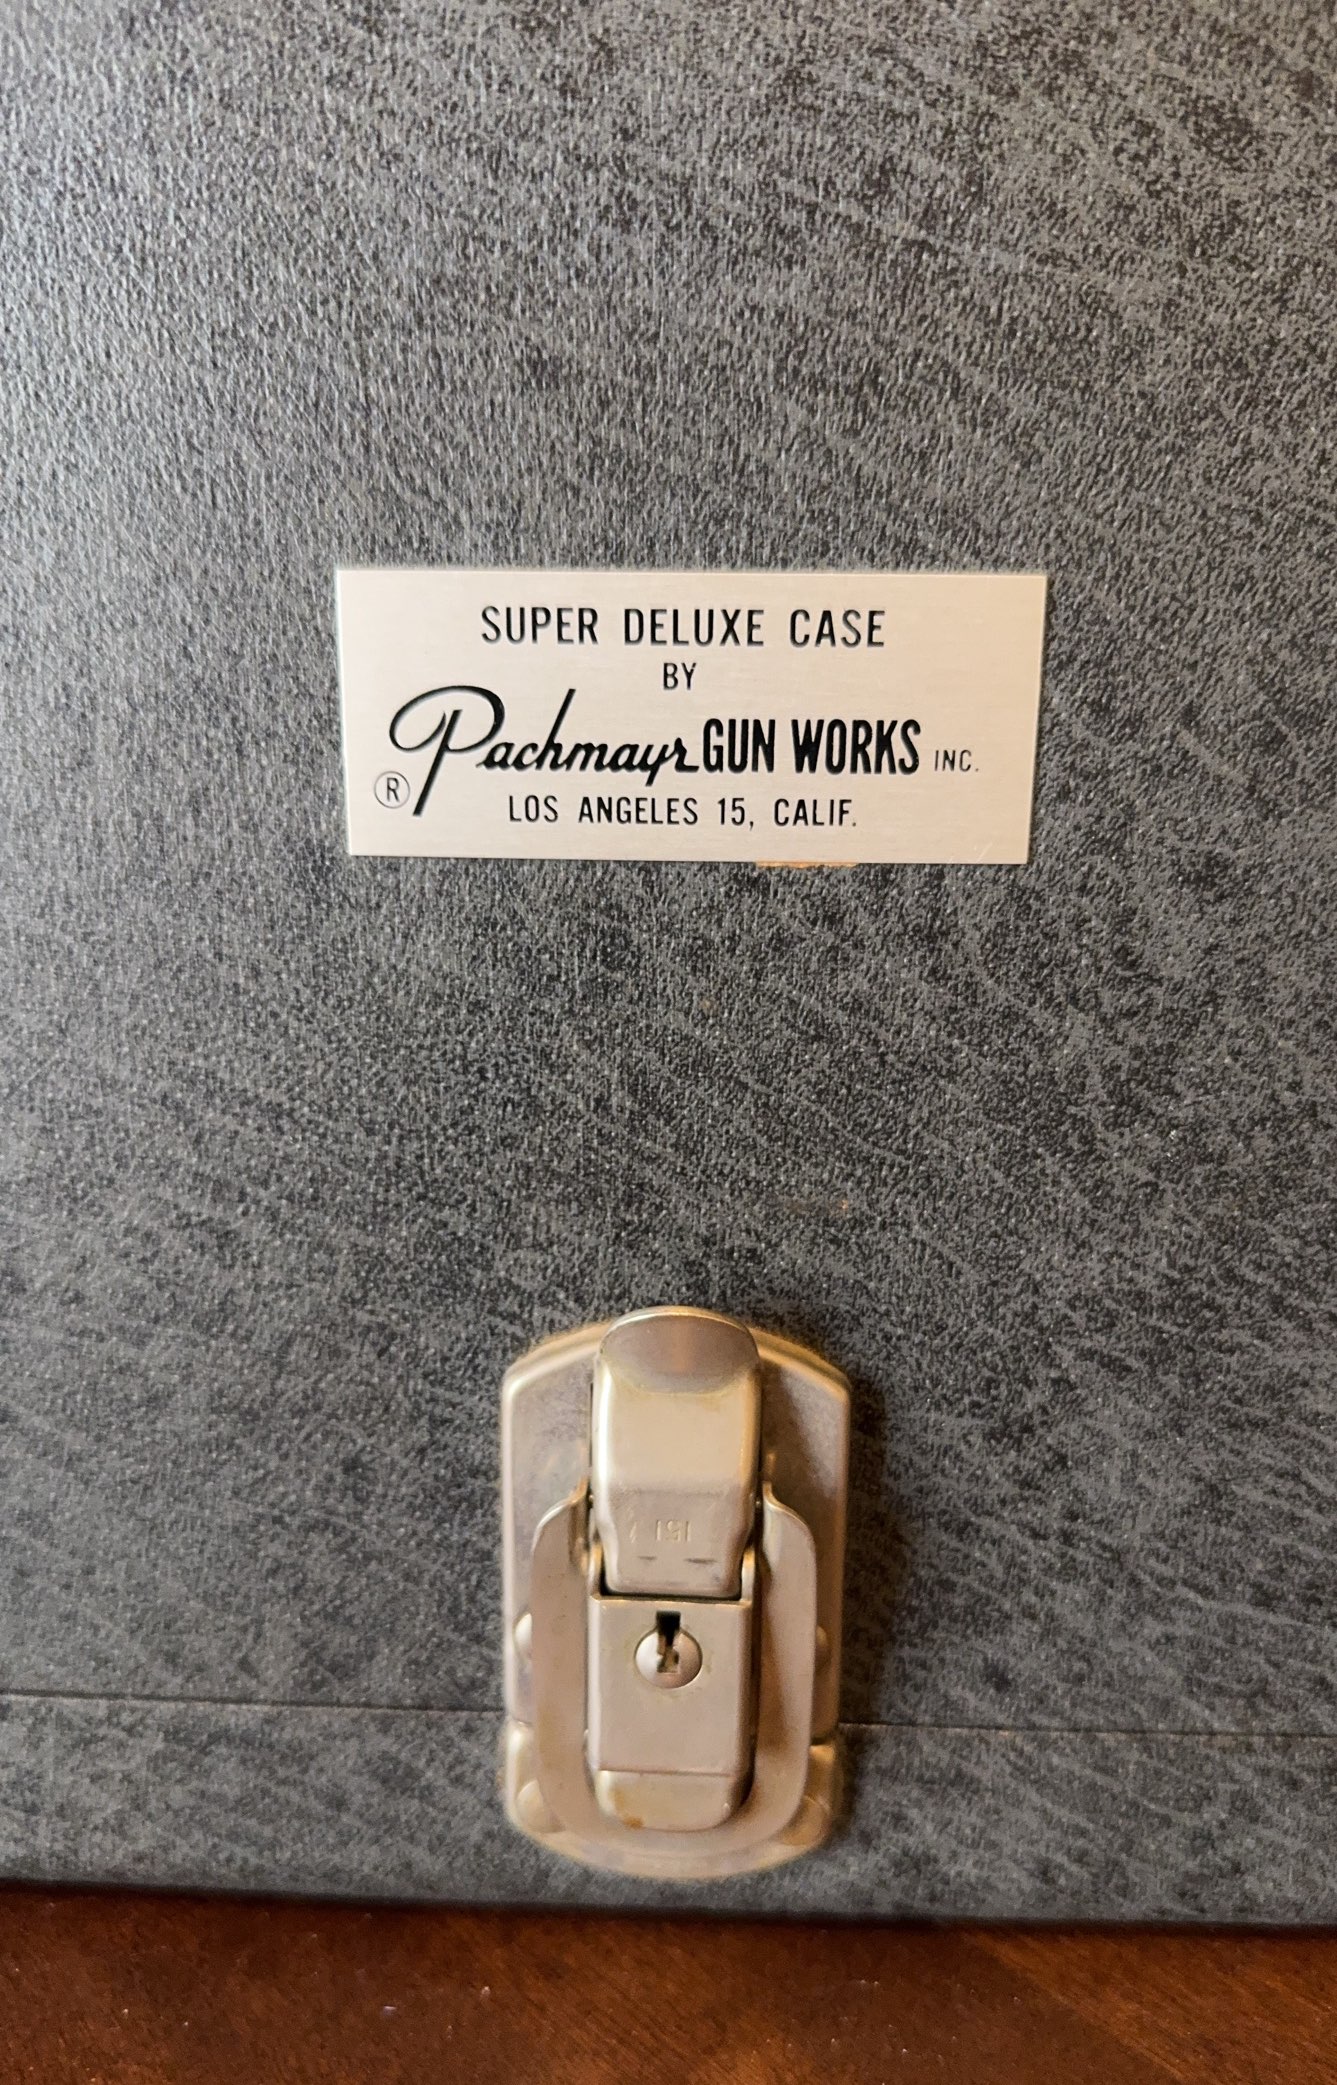 SUPER DELUXE CASE
BY
Pachmayr GUN WORKS INC.
®
LOS ANGELES 15, CALIF.